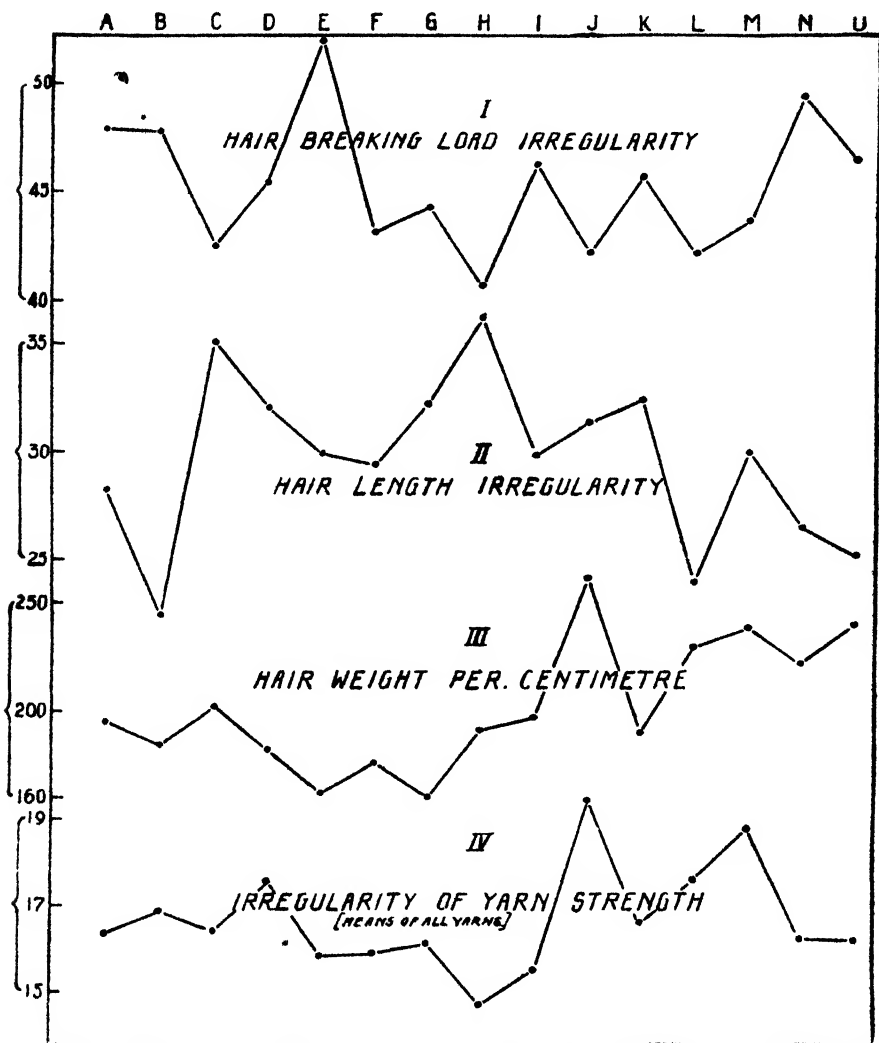 A B C D E F G H I J K L M N U
50
I
HAIR BREAKING LOAD IRREGULARITY
45
40
35
30
II
HAIR LENGTH IRREGULARITY
25
250
III
HAIR WEIGHT PER. CENTIMETRE
200
160
19
IV
17
IRREGULARITY OF YARN STRENGTH
[MEANS OF ALL YARNS]
15